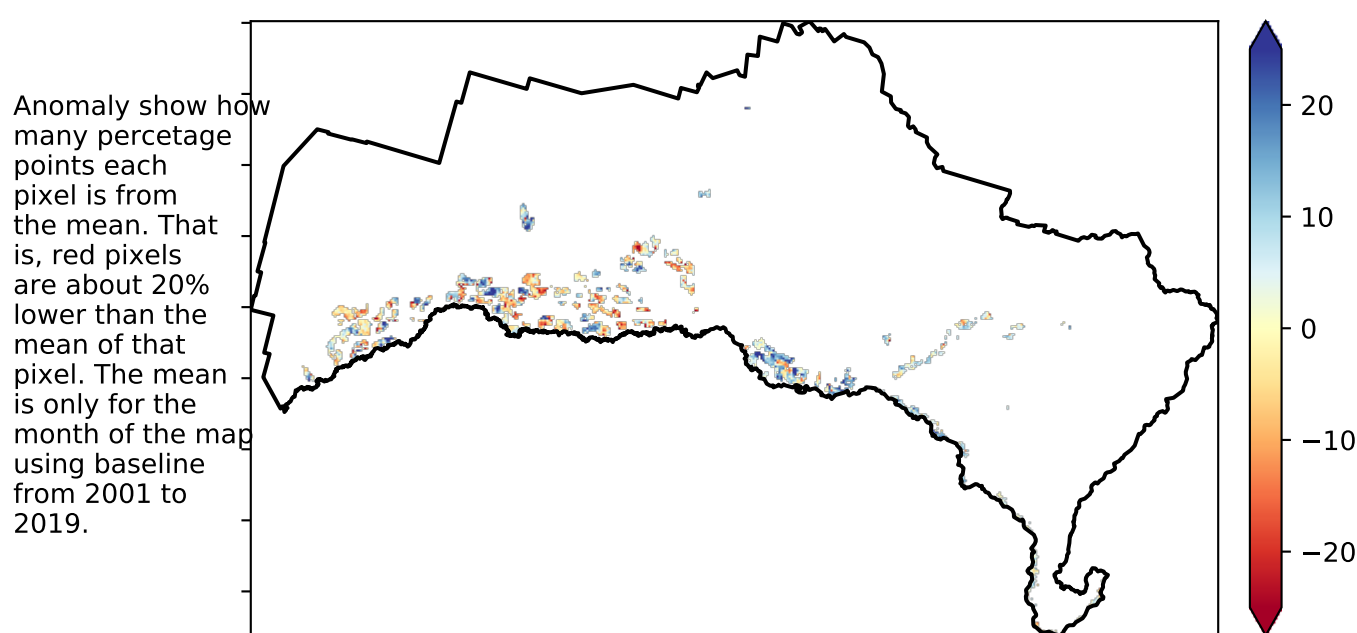 Anomaly show how
many percetage
points each
pixel is from
the mean. That
is, red pixels
are about 20%
lower than the
mean of that
pixel. The mean
is only for the
month of the map
using baseline
from 2001 to
2019.
20
10
0
−10
−20